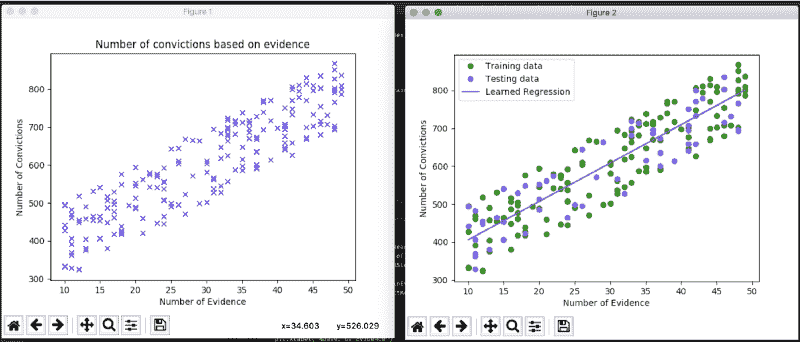 Figure 1
Number of convictions based on evidence
Number of Convictions
800
700
600
500
400
300
10 15 20 25 30 35 40 45 50
Number of Evidence
x=34.603 y=526.029
Figure 2
Training data
Testing data
Learned Regression
Number of Convictions
800
700
600
500
400
300
10 15 20 25 30 35 40 45 50
Number of Evidence